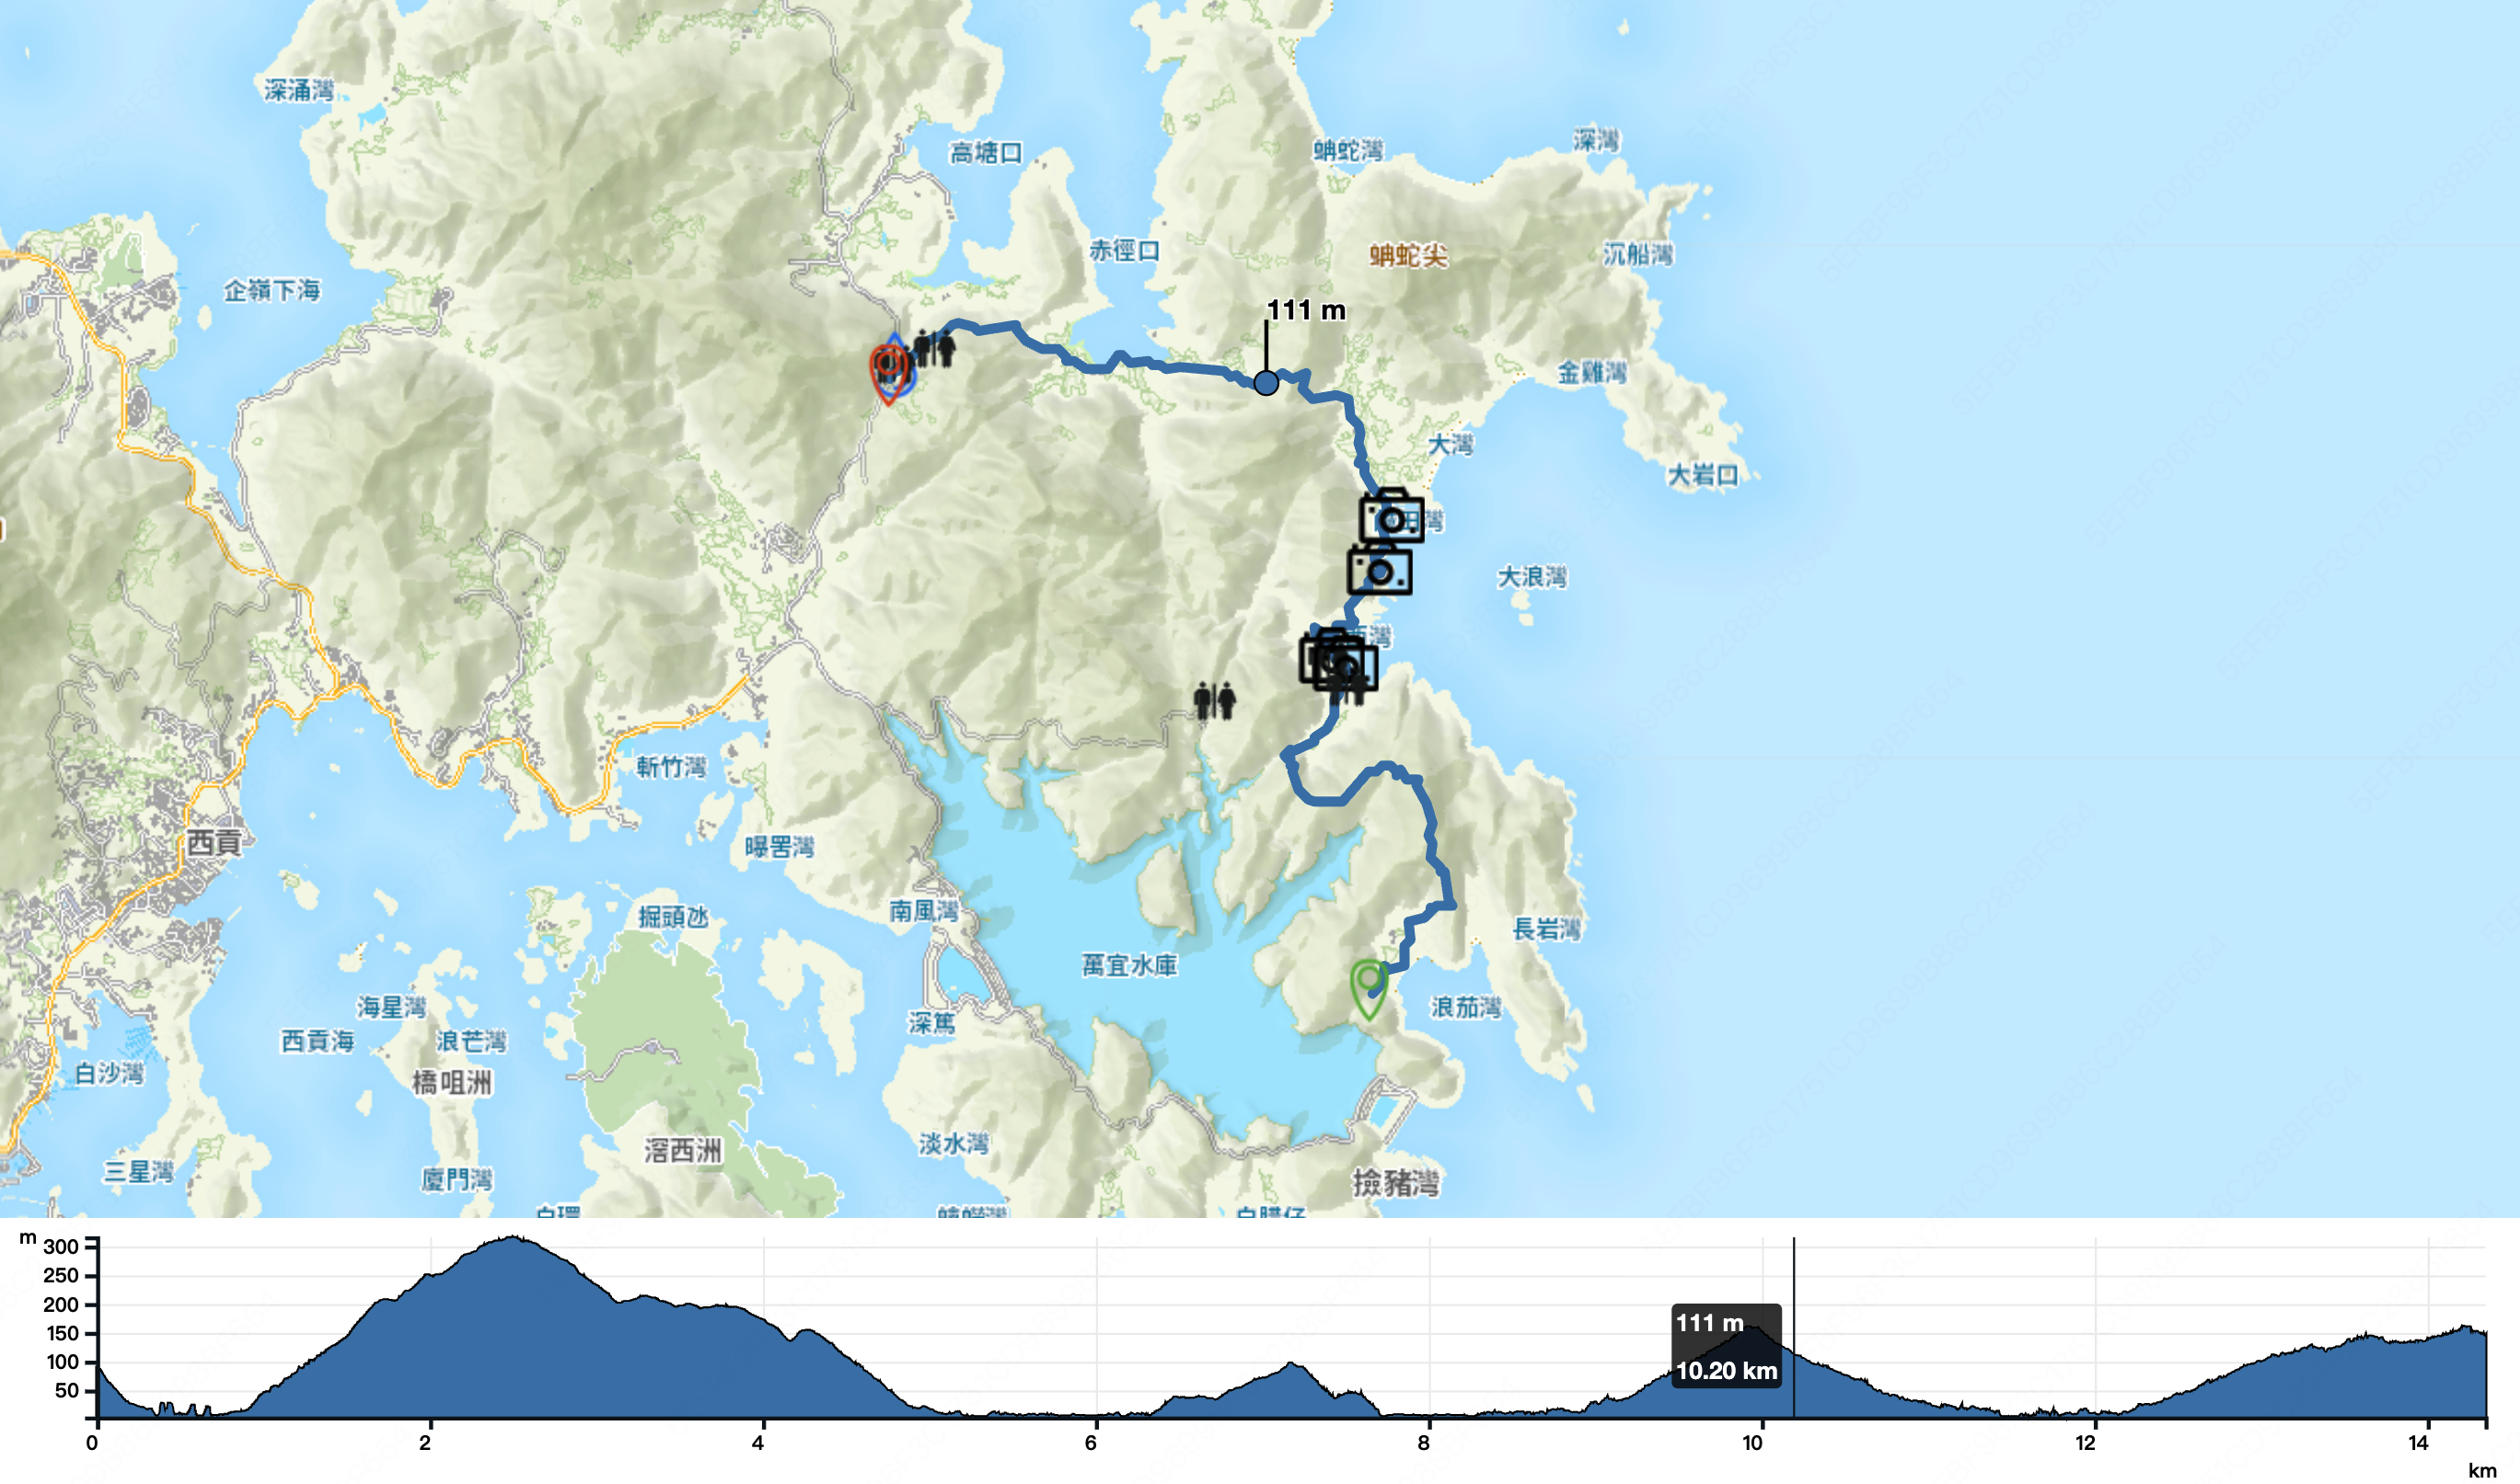 深涌灣
高塘口
蚺蛇灣
深灣
赤徑口
蚺蛇尖
沉船灣
企嶺下海
111 m
金雞灣
大灣
大岩口
灣
大浪灣
灣
斬竹灣
西貢
曝罟灣
掘頭氹
南風灣
長岩灣
萬宜水庫
海星灣
浪茄灣
深篤
西貢海
浪芒灣
白沙灣
橋咀洲
淡水灣
滘西洲
三星灣
廈門灣
撿豬灣
m
300
250
200
150
100
50
111 m
10.20 km
0 2 4 6 8 10 12 14
km